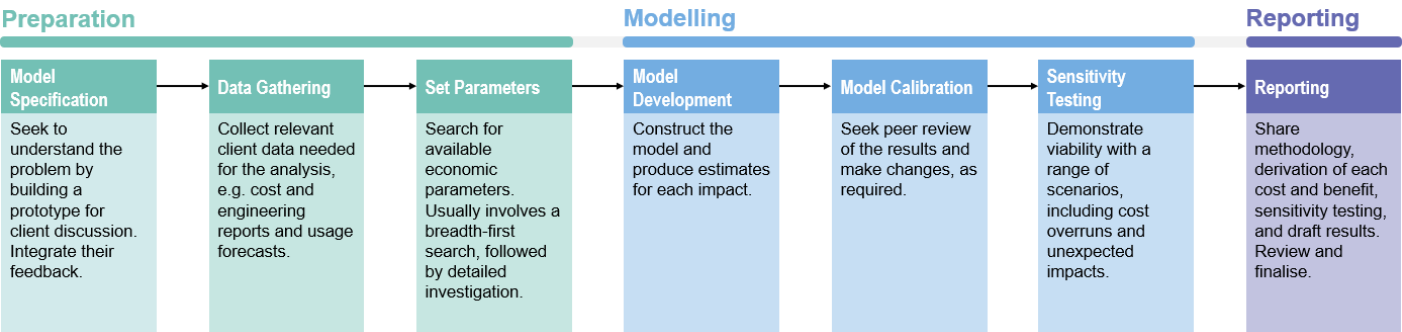 Preparation
Modelling
Reporting
Model
Specification
Seek to
understand the
problem by
building a
prototype for
client discussion.
Integrate their
feedback.
Data Gathering
Collect relevant
client data needed
for the analysis,
e.g. cost and
engineering
reports and usage
forecasts.
Set Parameters
Search for
available
economic
parameters.
Usually involves a
breadth-first
search, followed
by detailed
investigation.
Model
Development
Construct the
model and
produce estimates
for each impact.
Model Calibration
Seek peer review
of the results and
make changes, as
required.
Sensitivity
Testing
Demonstrate
viability with a
range of
scenarios,
including cost
overruns and
unexpected
impacts.
Reporting
Share
methodology,
derivation of each
cost and benefit,
sensitivity testing,
and draft results.
Review and
finalise.